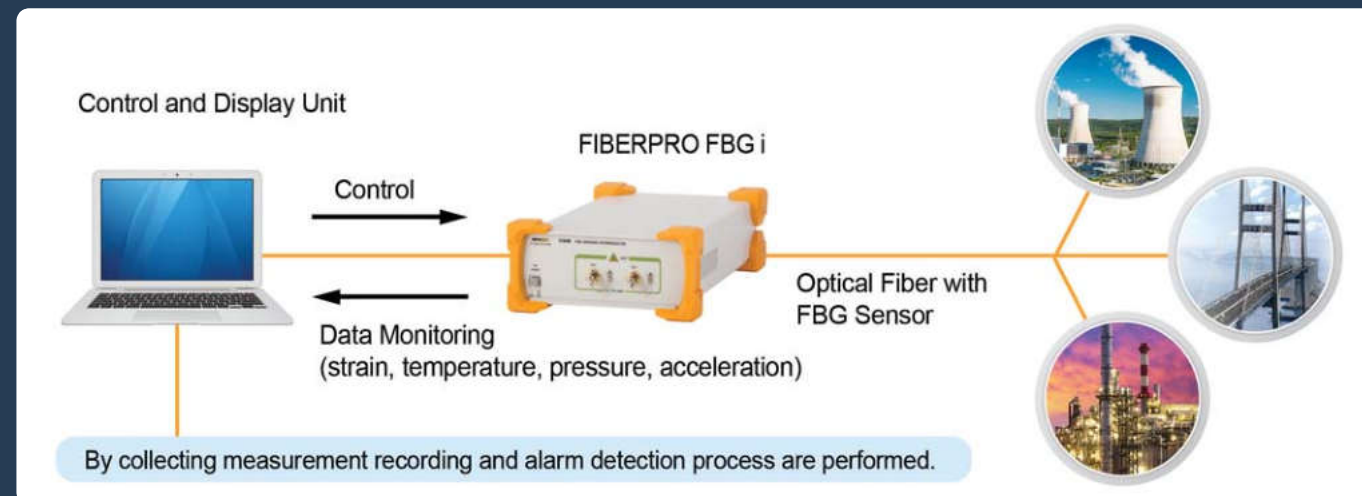 Control and Display Unit
FIBERPRO FBG i
Control
Data Monitoring
(strain, temperature, pressure, acceleration)
Optical Fiber with
FBG Sensor
By collecting measurement recording and alarm detection process are performed.